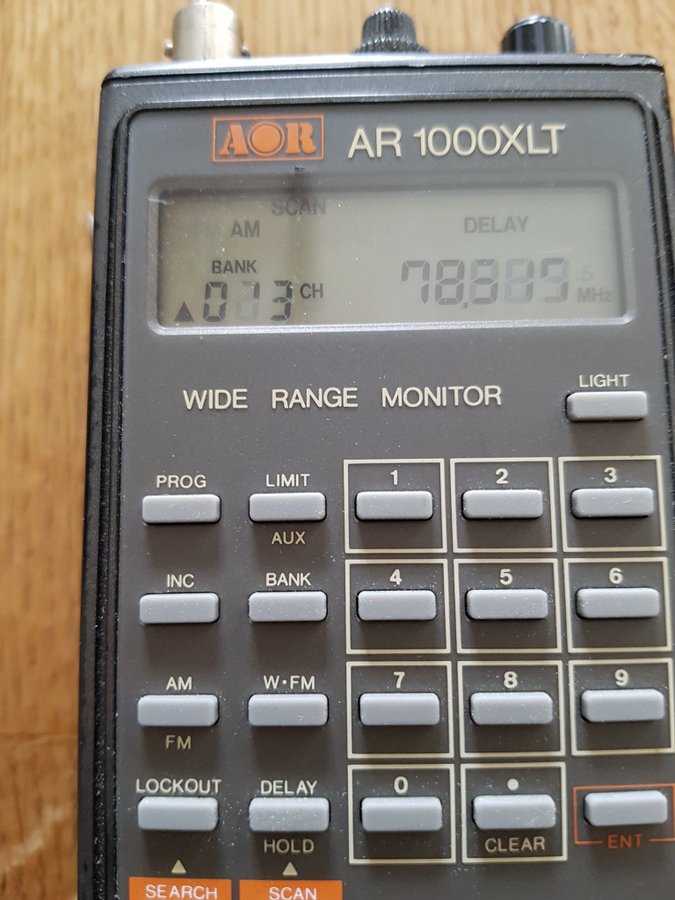 AOR AR 1000XLT
SCAN
AM DELAY
BANK
CH
MHz
WIDE RANGE MONITOR
LIGHT
PROG LIMIT 1 2 3
AUX
INC BANK 4 5 6
AM W·FM 7 8 9
FM
LOCKOUT DELAY 0 •
HOLD CLEAR ENT
SEARCH SCAN